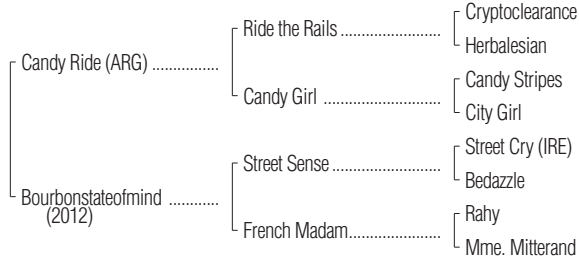 Cryptoclearance
Ride the Rails ........................
Herbalesian
Candy Ride (ARG) ................
Candy Stripes
Candy Girl ............................
City Girl
Street Cry (IRE)
Street Sense ..........................
Bedazzle
Bourbonstateofmind ............
(2012)
Rahy
French Madam......................
Mme. Mitterand